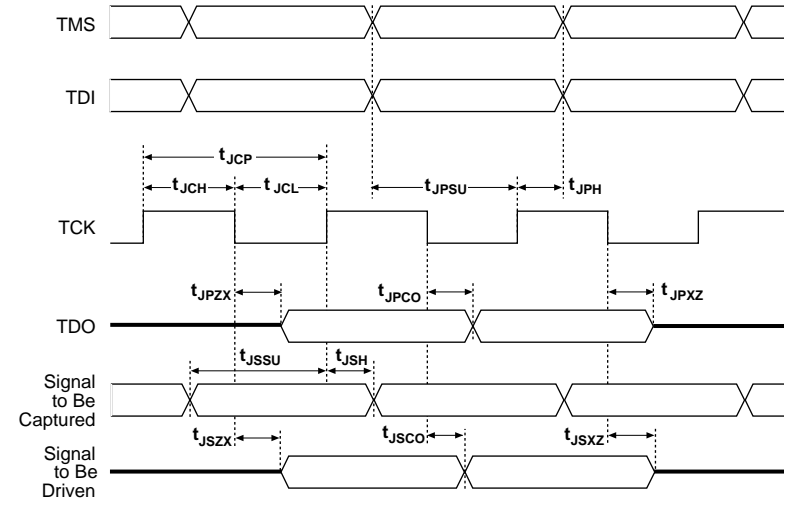 TMS
TDI
tJCP
tJCH
tJCL
tJPSU
tJPH
TCK
tJPZX
tJPCO
tJPXZ
TDO
tJSSU
tJSH
Signal
to Be
Captured
tJSZX
tJSCO
tJSXZ
Signal
to Be
Driven